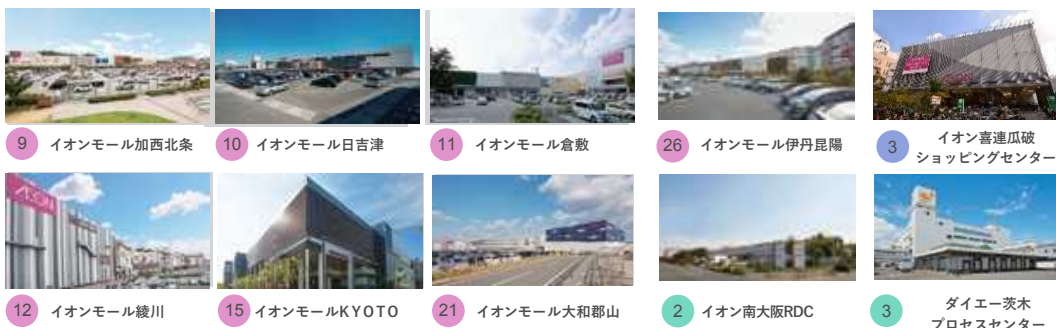 9 イオンモール加西北条
10 イオンモール日吉津
11 イオンモール倉敷
26 イオンモール伊丹昆陽
3 イオン喜連瓜破
ショッピングセンター
ÆON
12 イオンモール綾川
15 イオンモールKYOTO
21 イオンモール大和郡山
2 イオン南大阪RDC
3 ダイエー茨木
プロセスセンター